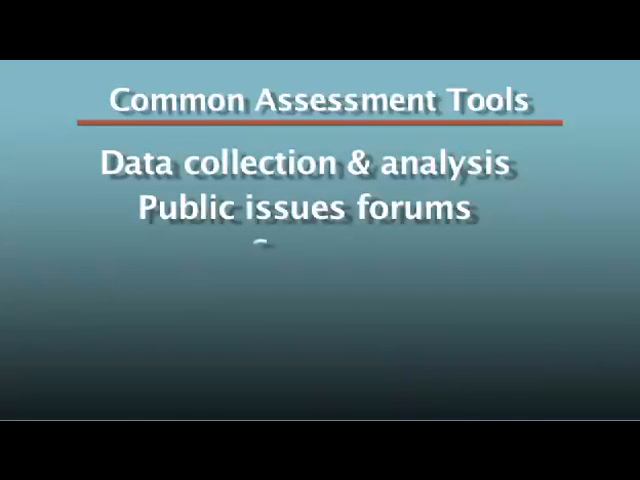 Common Assessment Tools
Data collection & analysis
Public issues forums